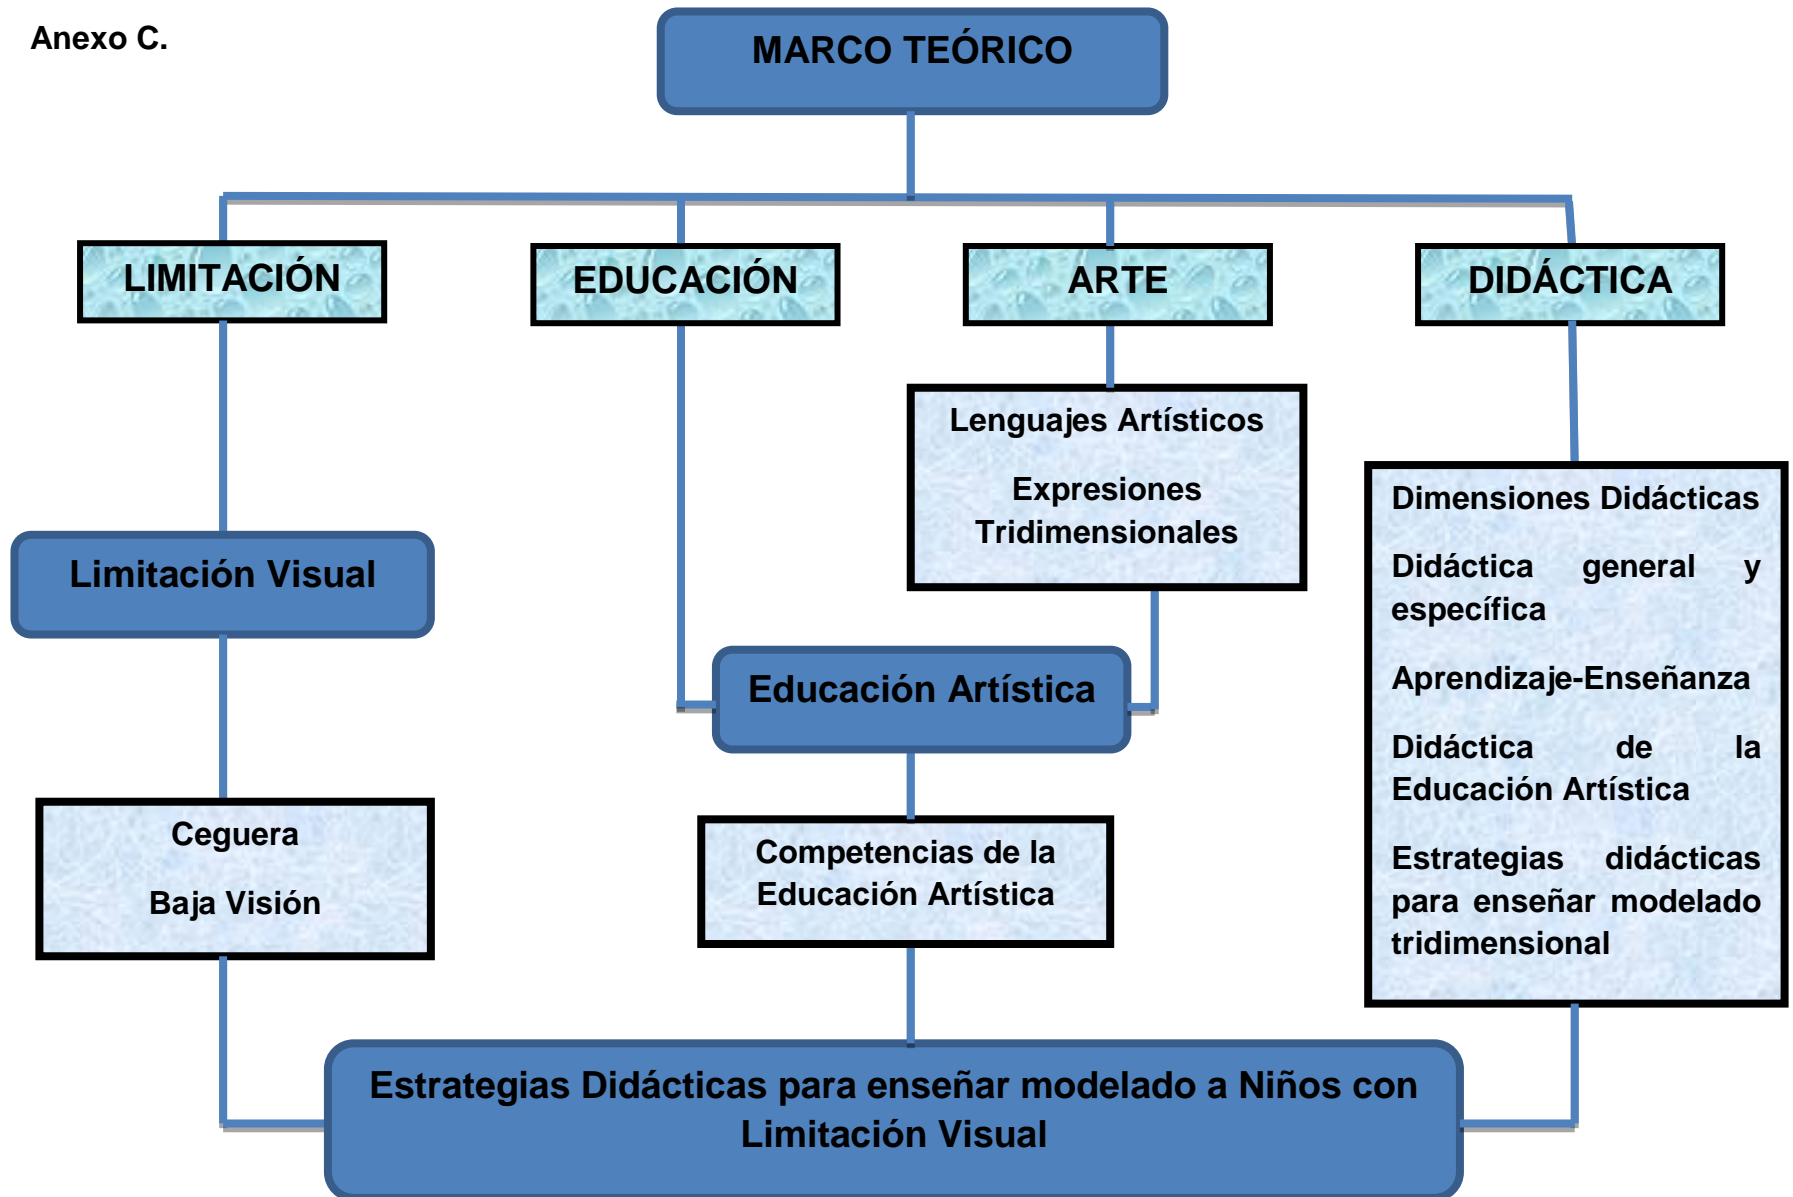 Anexo C.
MARCO TEÓRICO
LIMITACIÓN
EDUCACIÓN
ARTE
DIDÁCTICA
Lenguajes Artísticos
Expresiones
Tridimensionales
Dimensiones Didácticas
Didáctica general y
específica
Aprendizaje-Enseñanza
Didáctica de la
Educación Artística
Estrategias didácticas
para enseñar modelado
tridimensional
Limitación Visual
Educación Artística
Ceguera
Baja Visión
Competencias de la
Educación Artística
Estrategias Didácticas para enseñar modelado a Niños con
Limitación Visual